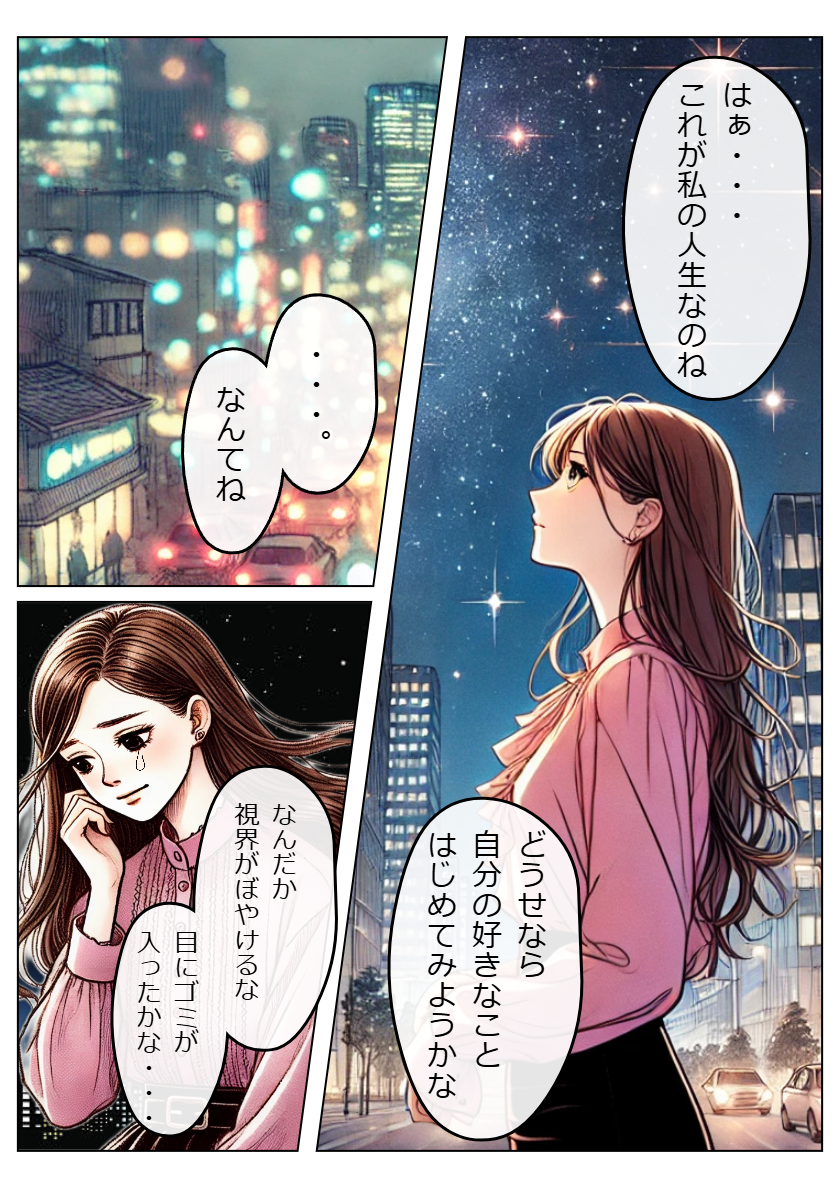 はぁ・・・
これが私の人生なのね
どうせなら
自分の好きなこと
はじめてみようかな
・・・。
なんてね
なんだか
視界がぼやけるな
目にゴミが
入ったかな・・・